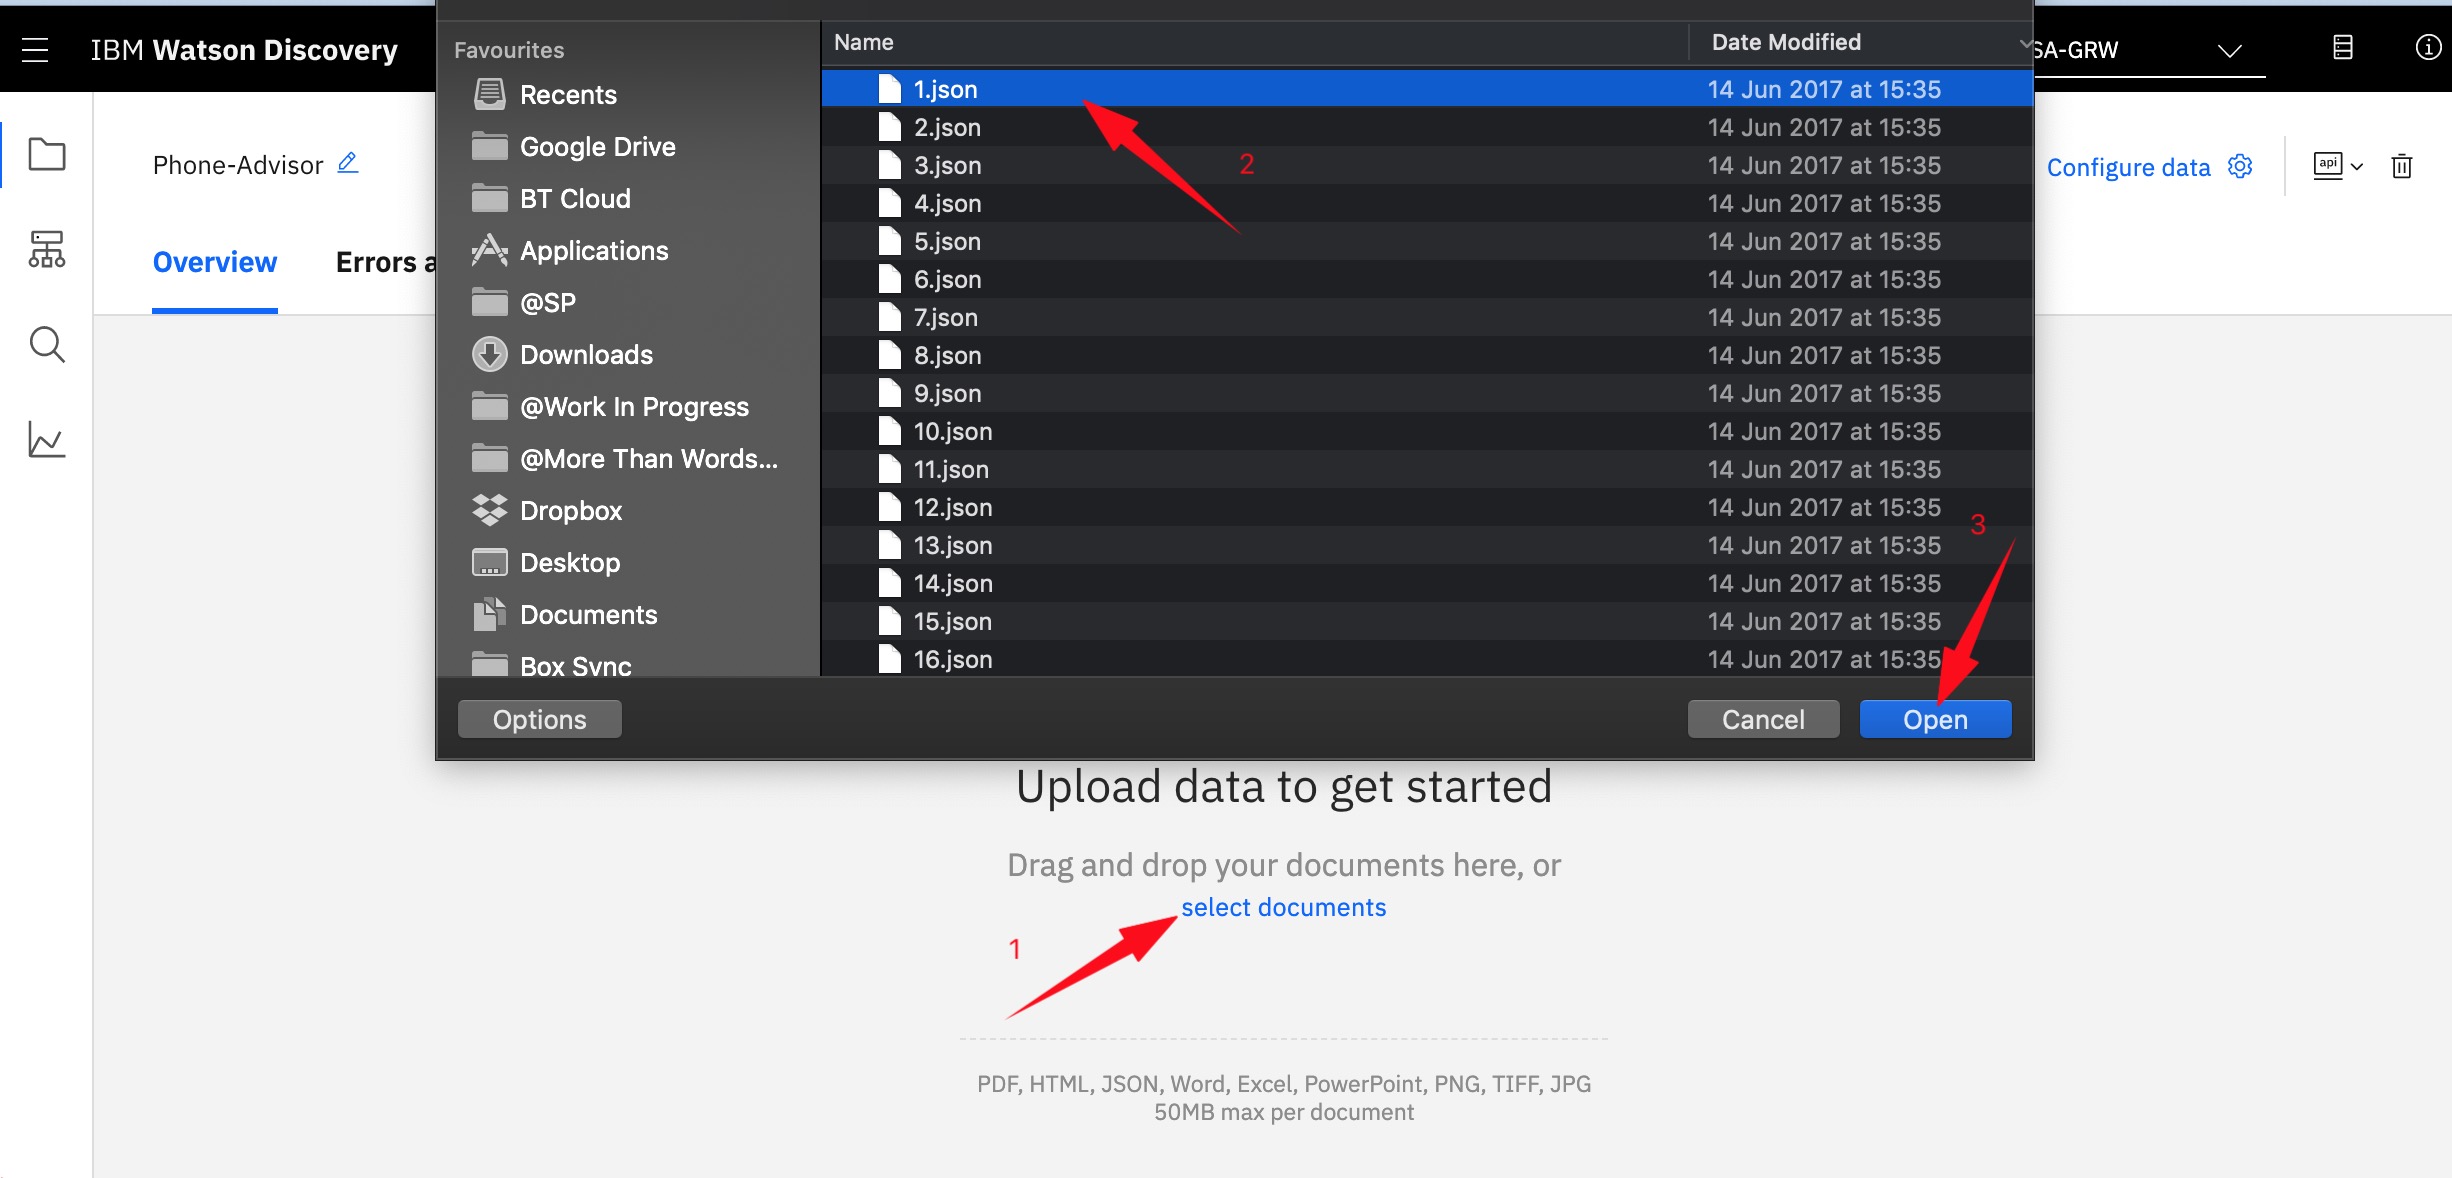 IBM Watson Discovery
SA-GRW
Phone-Advisor
Configure data
api
Overview
Errors a
Favourites
Recents
Google Drive
BT Cloud
Applications
@SP
Downloads
@Work In Progress
@More Than Words...
Dropbox
Desktop
Documents
Box Sync
Name Date Modified
1.json 14 Jun 2017 at 15:35
2.json 14 Jun 2017 at 15:35
2
3.json 14 Jun 2017 at 15:35
4.json 14 Jun 2017 at 15:35
5.json 14 Jun 2017 at 15:35
6.json 14 Jun 2017 at 15:35
7.json 14 Jun 2017 at 15:35
8.json 14 Jun 2017 at 15:35
9.json 14 Jun 2017 at 15:35
10.json 14 Jun 2017 at 15:35
11.json 14 Jun 2017 at 15:35
12.json 14 Jun 2017 at 15:35
3
13.json 14 Jun 2017 at 15:35
14.json 14 Jun 2017 at 15:35
15.json 14 Jun 2017 at 15:35
16.json 14 Jun 2017 at 15:35
Options Cancel Open
Upload data to get started
Drag and drop your documents here, or
select documents
1
PDF, HTML, JSON, Word, Excel, PowerPoint, PNG, TIFF, JPG
50MB max per document